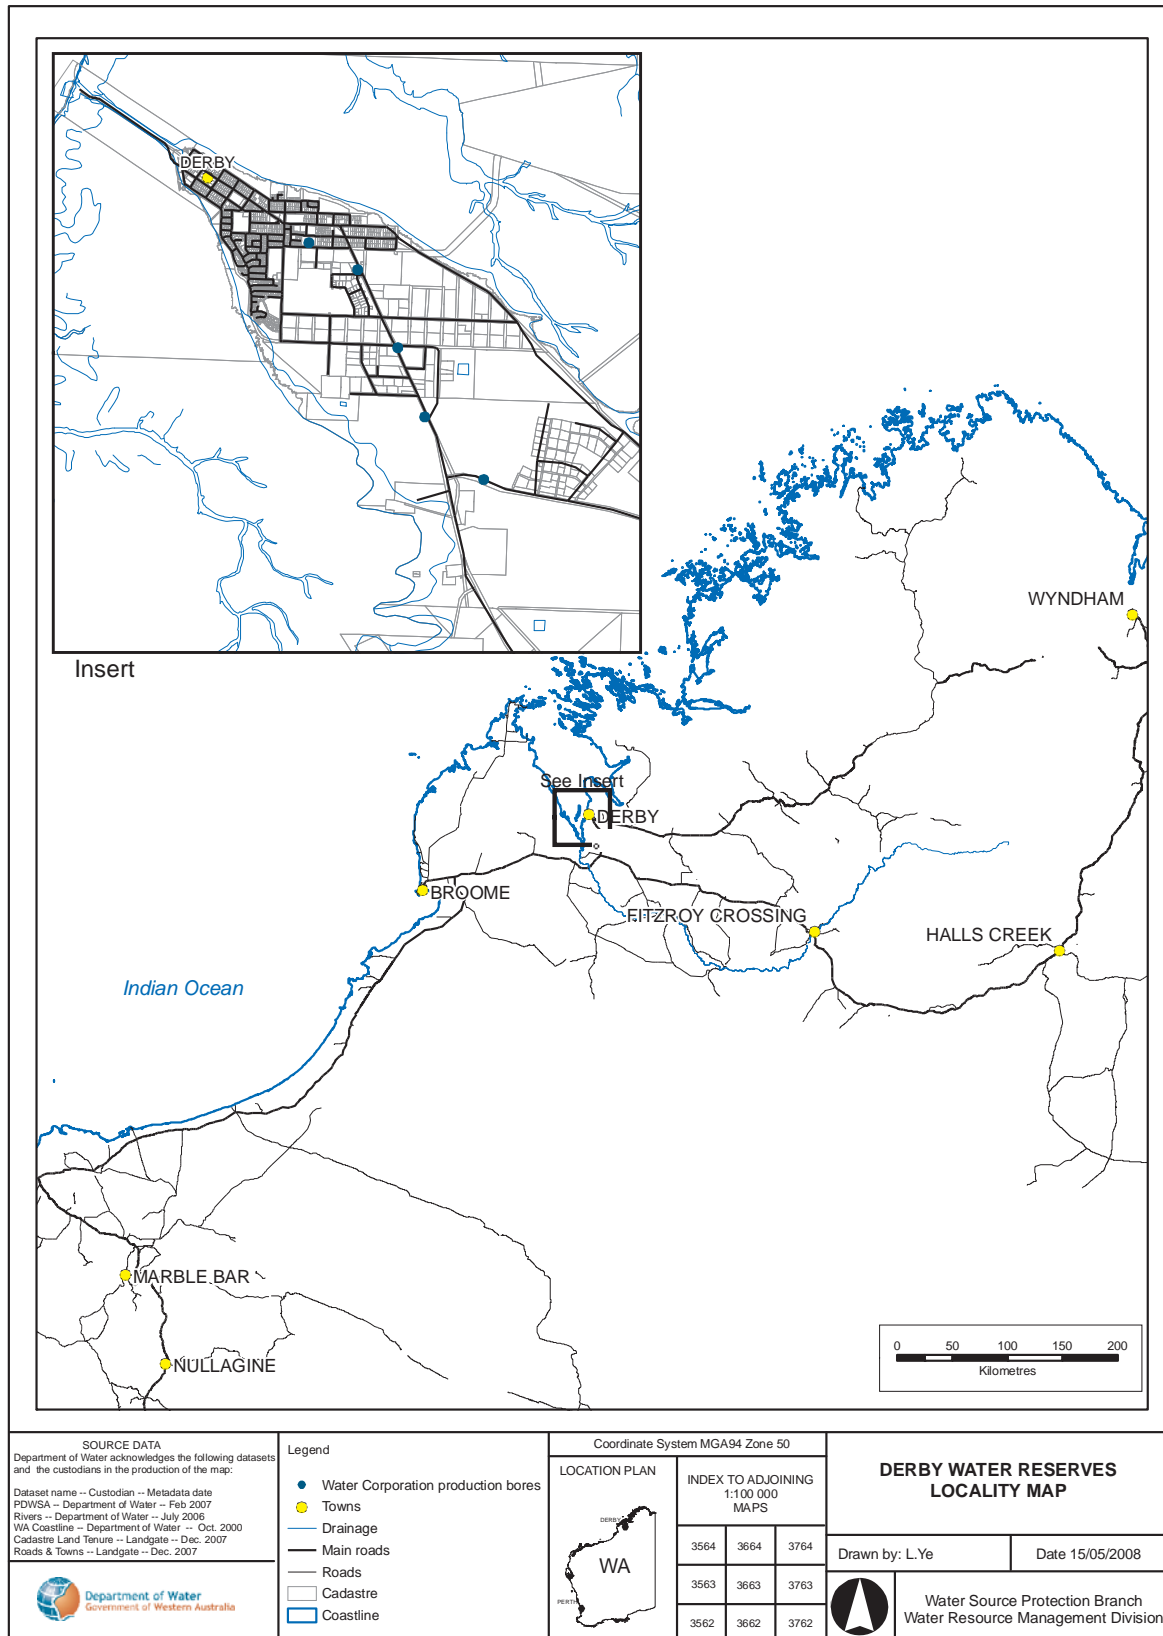 DERBY
Insert
WYNDHAM
See Insert
DERBY
BROOME
FITZROY CROSSING
HALLS CREEK
Indian Ocean
MARBLE BAR
NULLAGINE
0 50 100 150 200
Kilometres
SOURCE DATA
Department of Water acknowledges the following datasets
and the custodians in the production of the map:
Dataset name -- Custodian -- Metadata date
PDWSA -- Department of Water -- Feb 2007
Rivers -- Department of Water -- July 2006
WA Coastline -- Department of Water -- Oct. 2000
Cadastre Land Tenure -- Landgate -- Dec. 2007
Roads & Towns -- Landgate -- Dec. 2007
Department of Water
Government of Western Australia
Legend
Water Corporation production bores
Towns
Drainage
Main roads
Roads
Cadastre
Coastline
Coordinate System MGA94 Zone 50
LOCATION PLAN
DERBY
WA
PERTH
INDEX TO ADJOINING
1:100 000
MAPS
3564 3664 3764
3563 3663 3763
3562 3662 3762
DERBY WATER RESERVES
LOCALITY MAP
Drawn by: L.Ye
Date 15/05/2008
Water Source Protection Branch
Water Resource Management Division